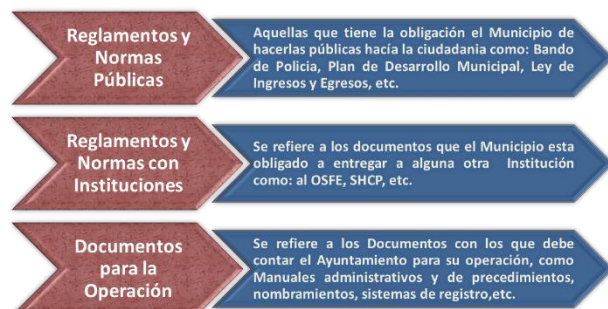 Reglamentos y
Normas
Públicas
Aquellas que tiene la obligación el Municipio de
hacerlas públicas hacía la ciudadania como: Bando
de Policia, Plan de Desarrollo Municipal, Ley de
Ingresos y Egresos, etc.
Reglamentos y
Normas con
Instituciones
Se refiere a los documentos que el Municipio esta
obligado a entregar a alguna otra Institución
como: al OSFE, SHCP, etc.
Documentos
para la
Operación
Se refiere a los Documentos con los que debe
contar el Ayuntamiento para su operación, como
Manuales administrativos y de precedimientos,
nombramientos, sistemas de registro,etc.